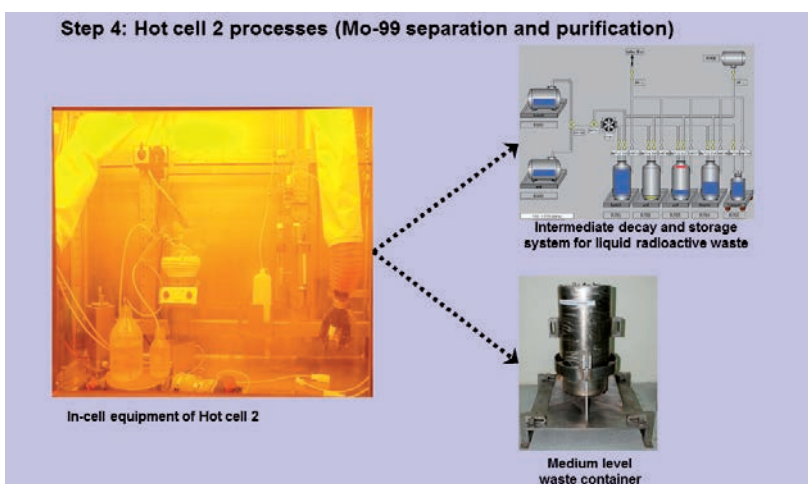 Step 4: Hot cell 2 processes (Mo-99 separation and purification)
Intermediate decay and storage
system for liquid radioactive waste
In-cell equipment of Hot cell 2
Medium level
waste container